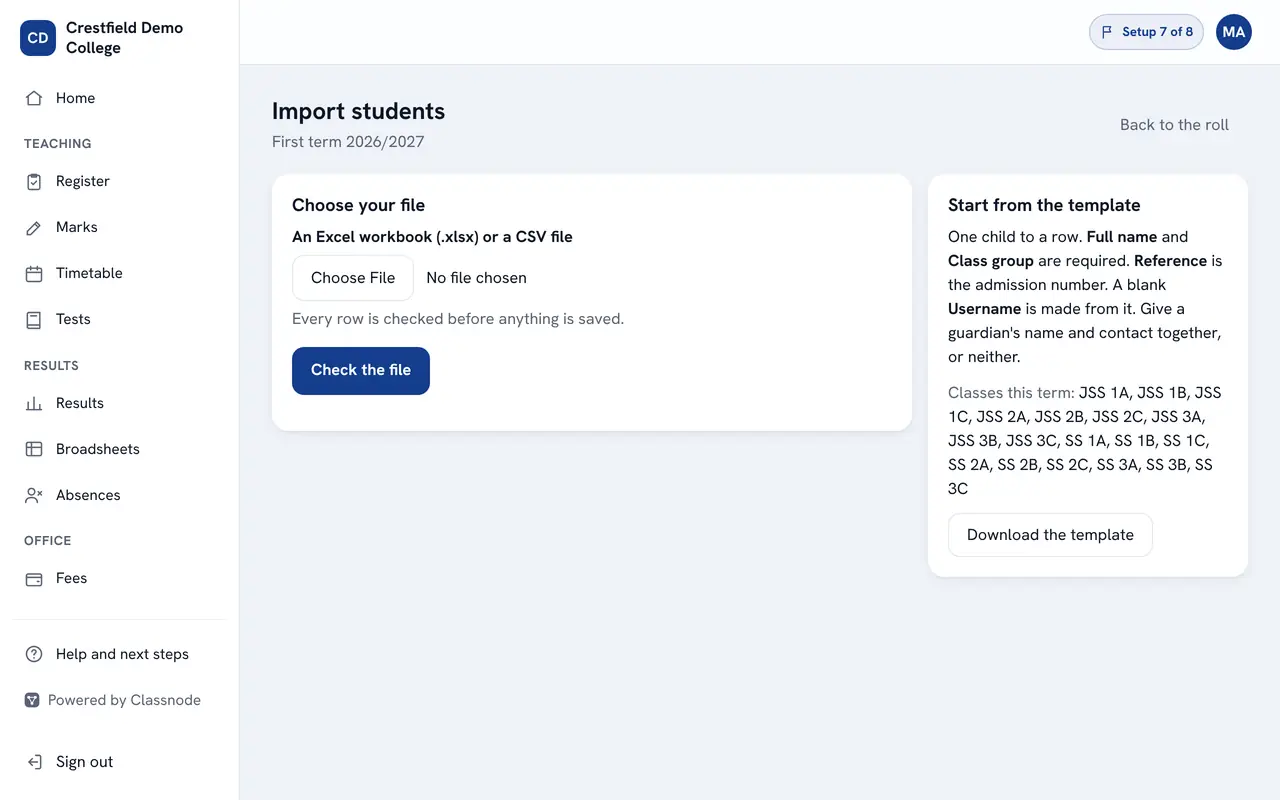 CD
Crestfield Demo
College
Home
TEACHING
Register
Marks
Timetable
Tests
RESULTS
Results
Broadsheets
Absences
OFFICE
Fees
Help and next steps
Powered by Classnode
Sign out
Setup 7 of 8
MA
Import students
First term 2026/2027
Back to the roll
Choose your file
An Excel workbook (.xlsx) or a CSV file
Choose File No file chosen
Every row is checked before anything is saved.
Check the file
Start from the template
One child to a row. Full name and
Class group are required. Reference is
the admission number. A blank
Username is made from it. Give a
guardian's name and contact together,
or neither.
Classes this term: JSS 1A, JSS 1B, JSS
1C, JSS 2A, JSS 2B, JSS 2C, JSS 3A,
JSS 3B, JSS 3C, SS 1A, SS 1B, SS 1C,
SS 2A, SS 2B, SS 2C, SS 3A, SS 3B, SS
3C
Download the template